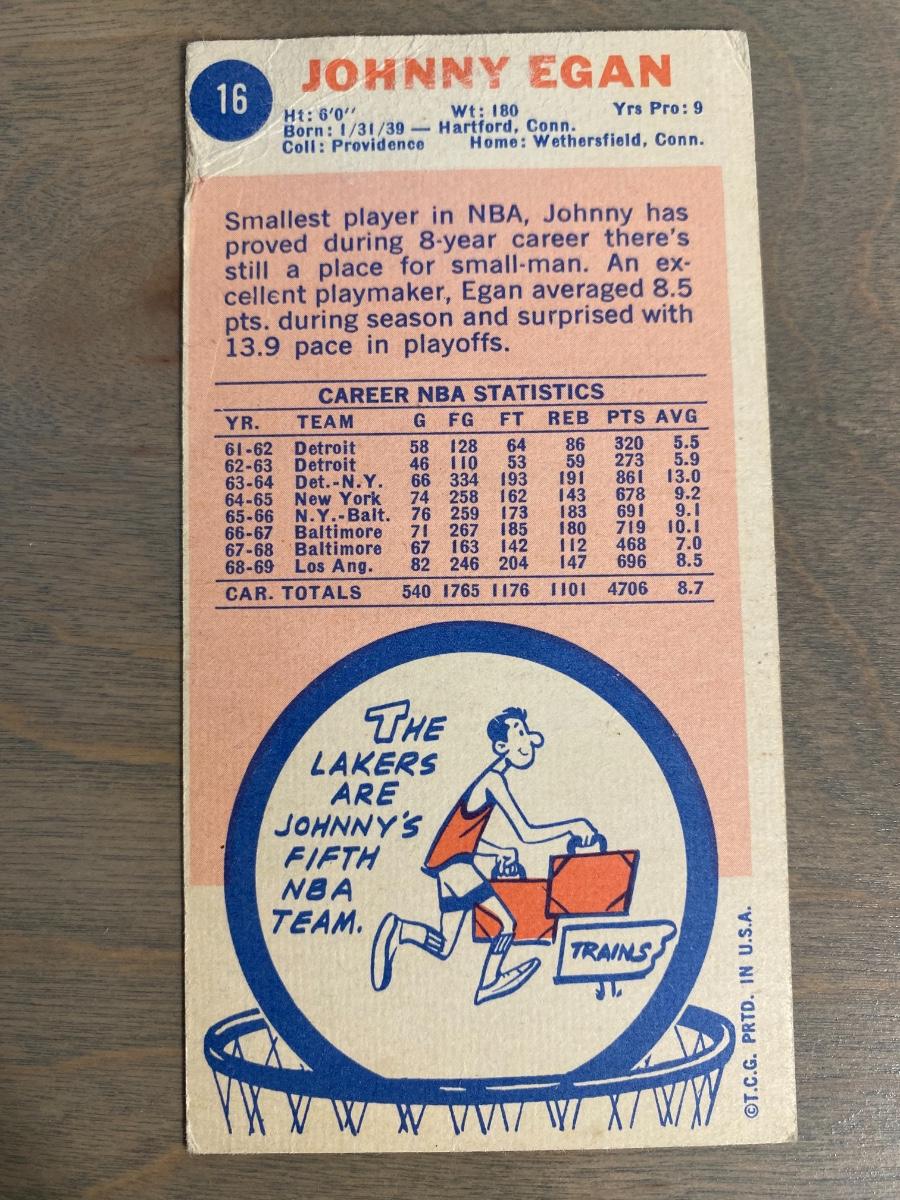 16
JOHNNY EGAN
Ht: 6'0" Wt: 180 Yrs Pro: 9
Born: 1/31/39 — Hartford, Conn.
Coll: Providence Home: Wethersfield, Conn.
Smallest player in NBA, Johnny has
proved during 8-year career there's
still a place for small-man. An ex-
cellent playmaker, Egan averaged 8.5
pts. during season and surprised with
13.9 pace in playoffs.
CAREER NBA STATISTICS
YR. TEAM G FG FT REB PTS AVG
61-62 Detroit 58 128 64 86 320 5.5
62-63 Detroit 46 110 53 59 273 5.9
63-64 Det.-N.Y. 66 334 193 191 861 13.0
64-65 New York 74 258 162 143 678 9.2
65-66 N.Y.-Balt. 76 259 173 183 691 9.1
66-67 Baltimore 71 267 185 180 719 10.1
67-68 Baltimore 67 163 142 112 468 7.0
68-69 Los Ang. 82 246 204 147 696 8.5
CAR. TOTALS 540 1765 1176 1101 4706 8.7
THE
LAKERS
ARE
JOHNNY'S
FIFTH
NBA
TEAM.
TRAINS
©T.C.G. PRTD. IN U.S.A.